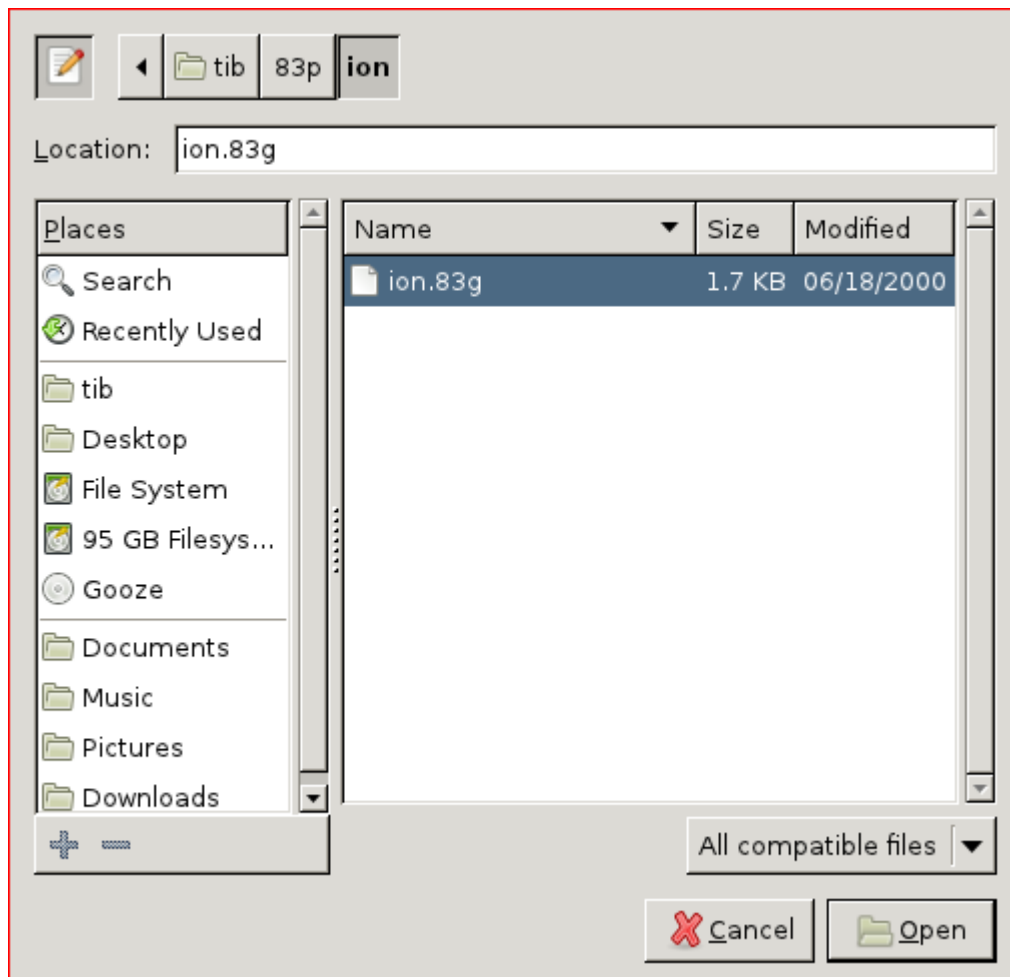 tib 83p ion
Location: ion.83g
Places
Search
Recently Used
tib
Desktop
File System
95 GB Filesys...
Gooze
Documents
Music
Pictures
Downloads
Name Size Modified
ion.83g 1.7 KB 06/18/2000
All compatible files
Cancel Open